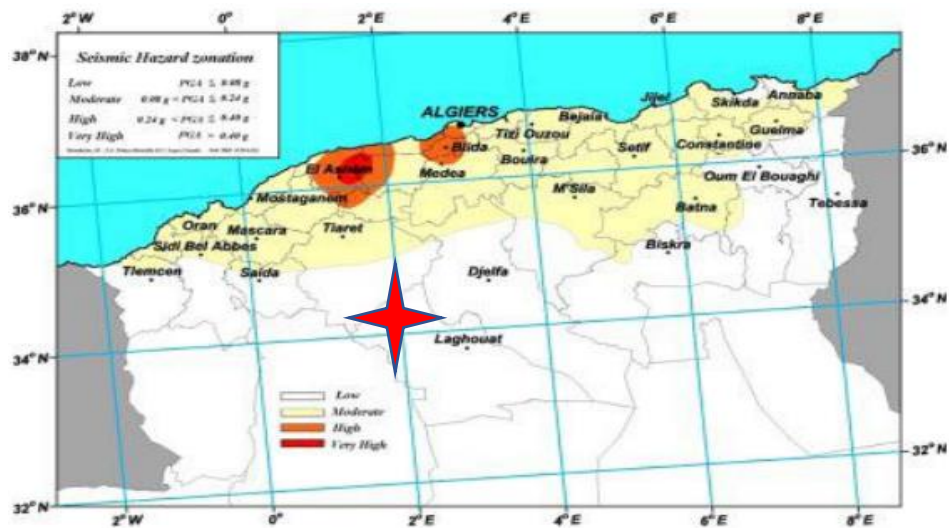 2° W 0° 2° E 4° E 6° E 8° E
38° N
Seismic Hazard zonation
Low PGA ≤ 0.08 g
Moderate 0.08 g < PGA ≤ 0.24 g
High 0.24 g < PGA ≤ 0.40 g
Very High PGA > 0.40 g
ALGIERS
Bejaia
Jijel
Skikda
Annaba
Tizi Ouzou
Blida
Bouira
Setif
Constantine
Guelma
36° N
El Asnam
Medea
Oum El Bouaghi
M'Sila
Mostaganem
Batna
Tebessa
36° N
Oran
Mascara
Tiaret
Sidi Bel Abbes
Biskra
Tlemcen
Saida
Djelfa
34° N
Laghouat
34° N
Low
Moderate
High
Very High
32° N
32° N
2° W 0° 2° E 4° E 6° E 8° E